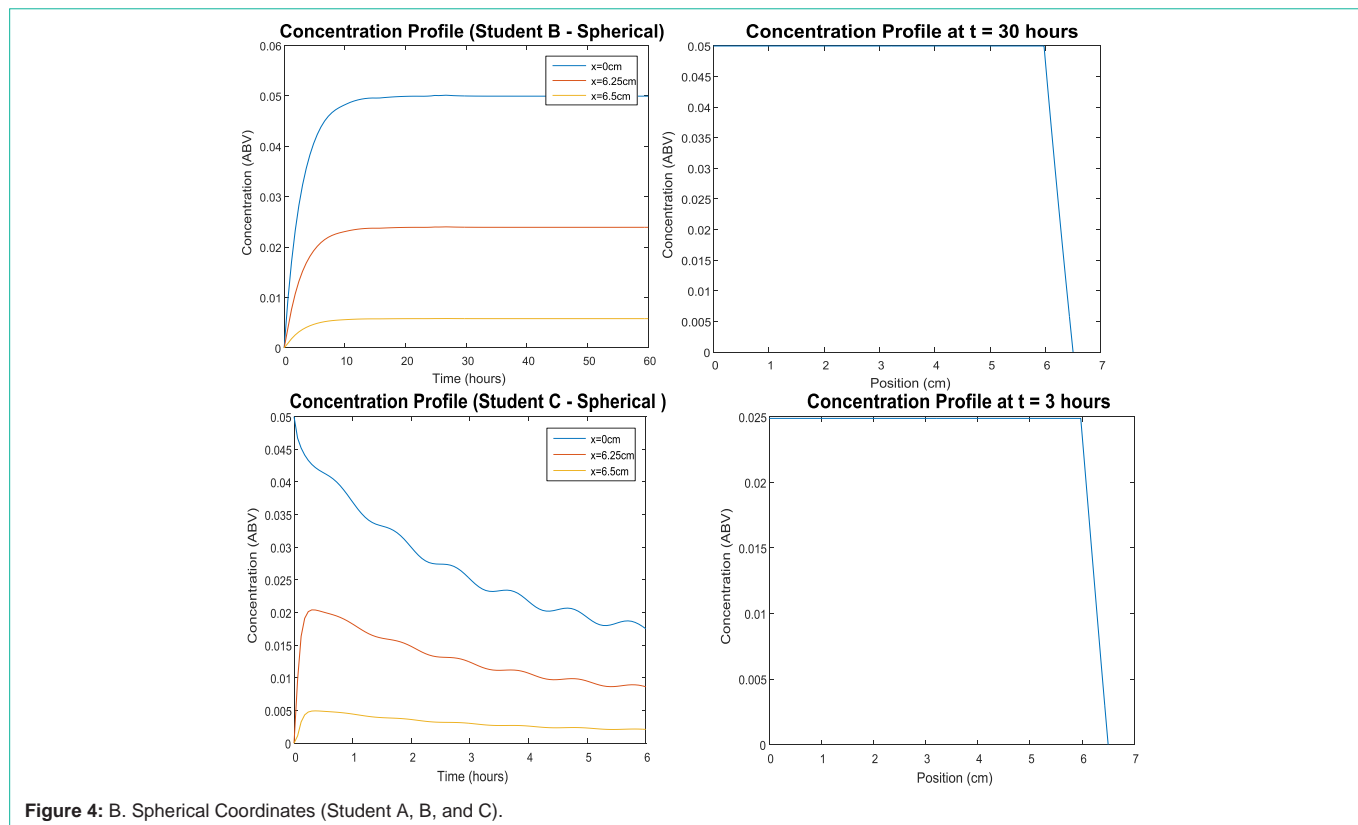 Concentration Profile (Student B - Spherical)
0.06
0.05
0.04
0.03
0.02
0.01
0
Concentration (ABV)
x=0cm
x=6.25cm
x=6.5cm
0 10 20 30 40 50 60
Time (hours)
Concentration Profile at t = 30 hours
0.05
0.045
0.04
0.035
0.03
0.025
0.02
0.015
0.01
0.005
0
Concentration (ABV)
0 1 2 3 4 5 6 7
Position (cm)
Concentration Profile (Student C - Spherical )
0.05
0.045
0.04
0.035
0.03
0.025
0.02
0.015
0.01
0.005
0
Concentration (ABV)
x=0cm
x=6.25cm
x=6.5cm
0 1 2 3 4 5 6
Time (hours)
Concentration Profile at t = 3 hours
0.025
0.02
0.015
0.01
0.005
0
Concentration (ABV)
0 1 2 3 4 5 6 7
Position (cm)
Figure 4: B. Spherical Coordinates (Student A, B, and C).